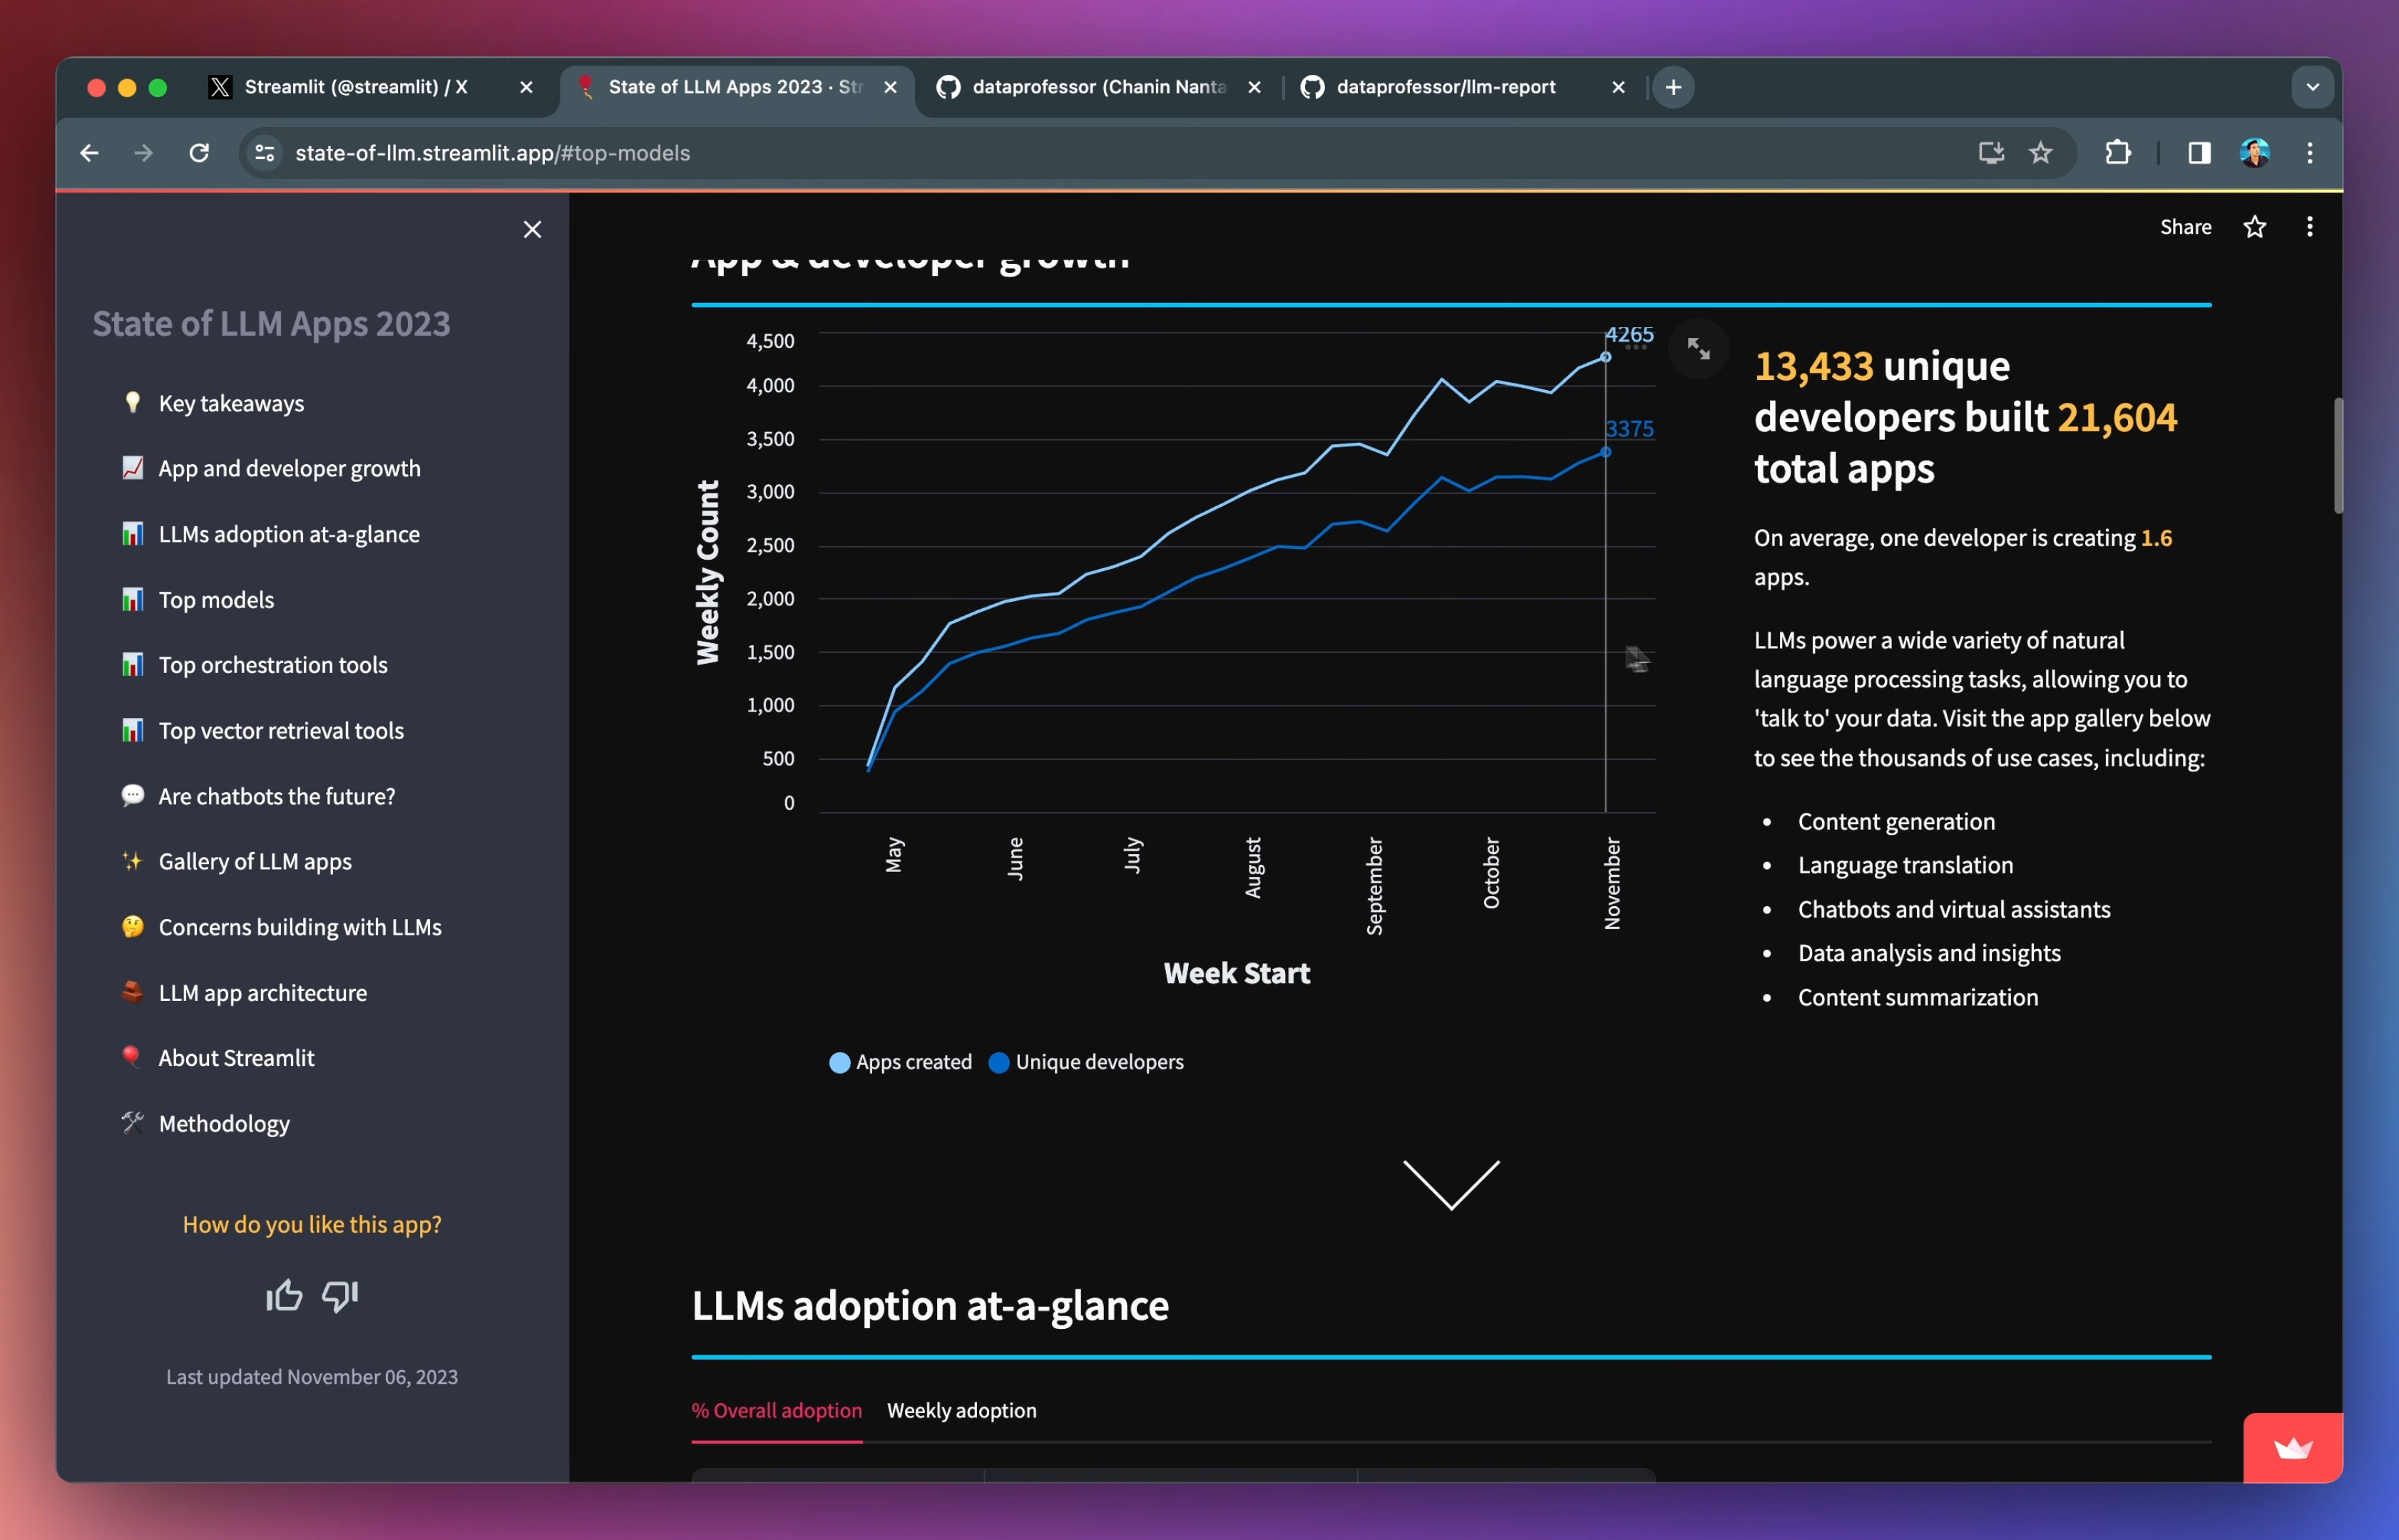 Streamlit (@streamlit) / X
State of LLM Apps 2023 · Str
dataprofessor (Chanin Nanta
dataprofessor/llm-report
state-of-llm.streamlit.app/#top-models
State of LLM Apps 2023
Key takeaways
App and developer growth
LLMs adoption at-a-glance
Top models
Top orchestration tools
Top vector retrieval tools
Are chatbots the future?
Gallery of LLM apps
Concerns building with LLMs
LLM app architecture
About Streamlit
Methodology
How do you like this app?
Last updated November 06, 2023
Share
App & developer growth
Weekly Count
4,500
4,000
3,500
3,000
2,500
2,000
1,500
1,000
500
0
4265
3375
May
June
July
August
September
October
November
Week Start
Apps created
Unique developers
13,433 unique
developers built 21,604
total apps
On average, one developer is creating 1.6
apps.
LLMs power a wide variety of natural
language processing tasks, allowing you to
'talk to' your data. Visit the app gallery below
to see the thousands of use cases, including:
• Content generation
• Language translation
• Chatbots and virtual assistants
• Data analysis and insights
• Content summarization
LLMs adoption at-a-glance
% Overall adoption
Weekly adoption